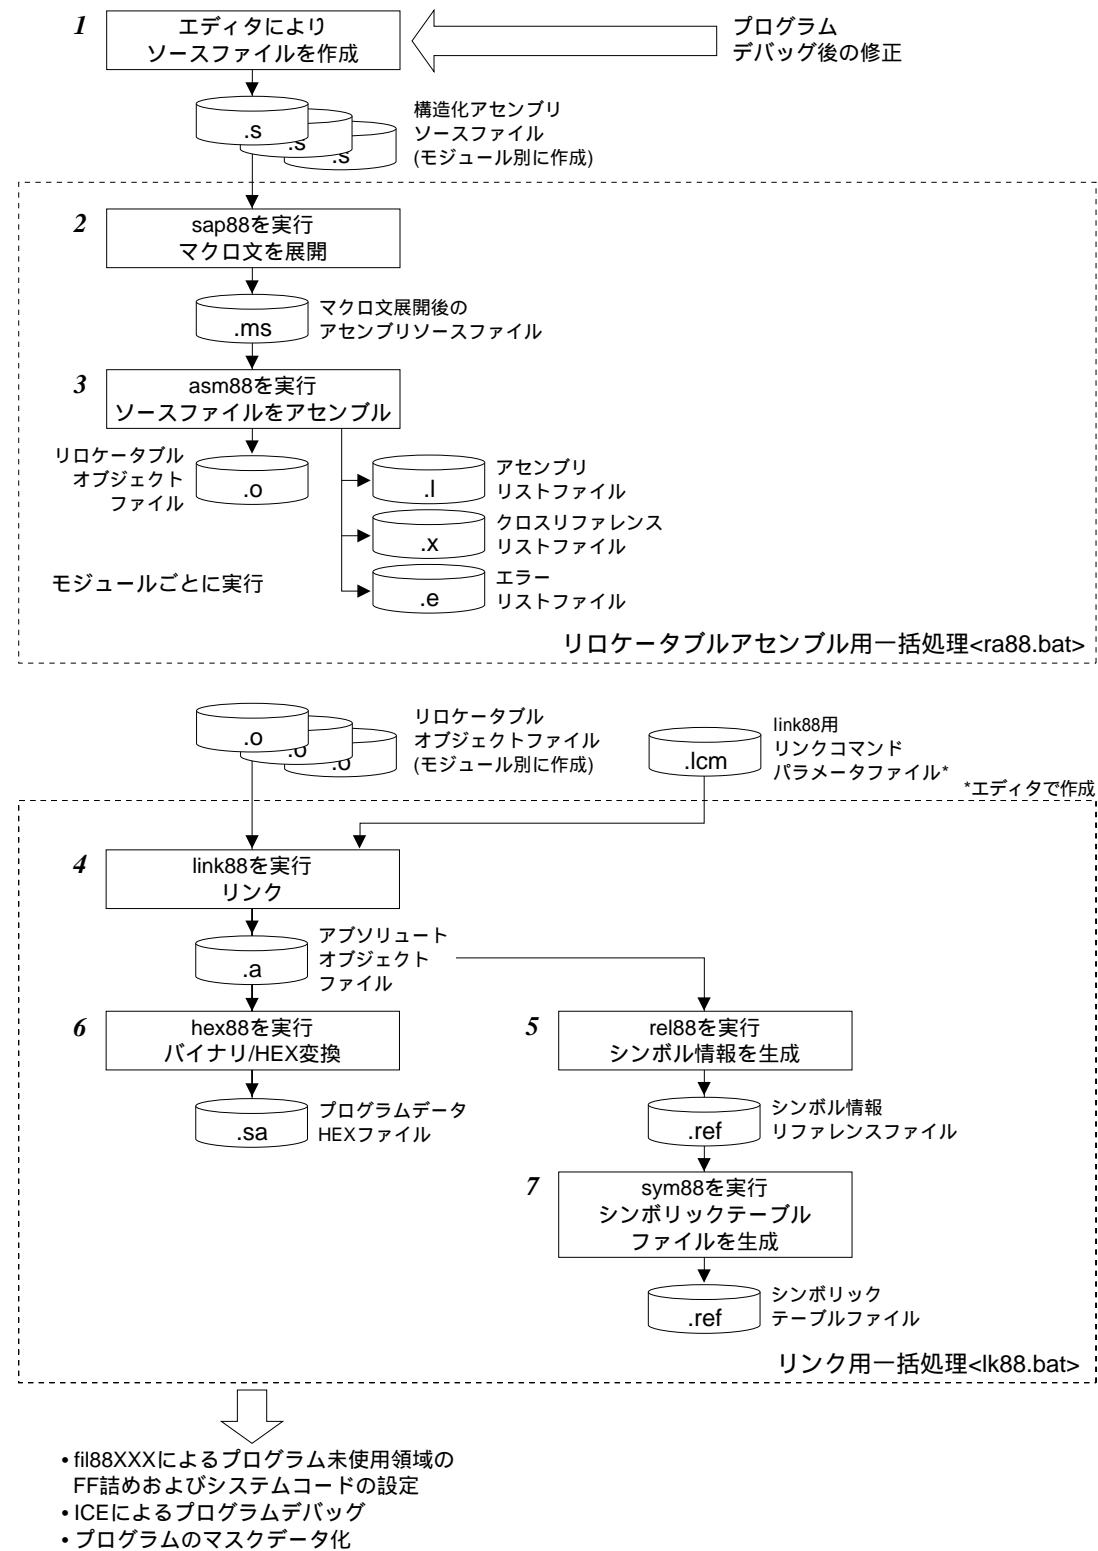 1
エディタにより
ソースファイルを作成
プログラム
デバッグ後の修正
.s
.s
.s
構造化アセンブリ
ソースファイル
(モジュール別に作成)
2
sap88を実行
マクロ文を展開
.ms
マクロ文展開後の
アセンブリソースファイル
3
asm88を実行
ソースファイルをアセンブル
リロケータブル
オブジェクト
ファイル
.o
.l
アセンブリ
リストファイル
.x
クロスリファレンス
リストファイル
.e
エラー
リストファイル
モジュールごとに実行
リロケータブルアセンブル用一括処理<ra88.bat>
.o
.o
.o
リロケータブル
オブジェクトファイル
(モジュール別に作成)
.lcm
link88用
リンクコマンド
パラメータファイル*
*エディタで作成
4
link88を実行
リンク
.a
アブソリュート
オブジェクト
ファイル
6
hex88を実行
バイナリ/HEX変換
5
rel88を実行
シンボル情報を生成
.sa
プログラムデータ
HEXファイル
.ref
シンボル情報
リファレンスファイル
7
sym88を実行
シンボリックテーブル
ファイルを生成
.ref
シンボリック
テーブルファイル
リンク用一括処理<lk88.bat>
• fil88XXXによるプログラム未使用領域の
FF詰めおよびシステムコードの設定
• ICEによるプログラムデバッグ
• プログラムのマスクデータ化